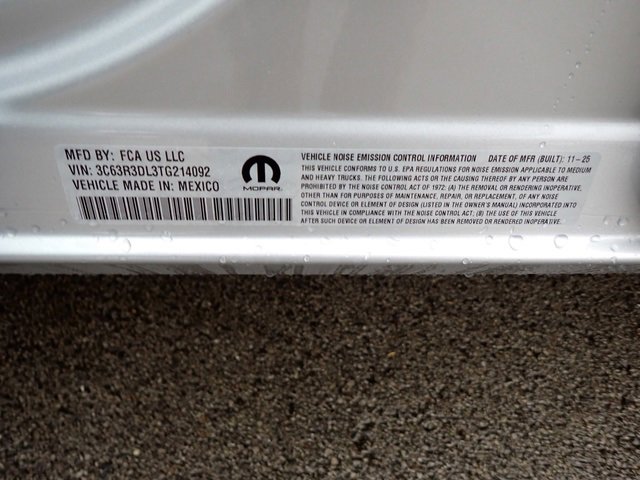 MFD BY: FCA US LLC
VIN: 3C63R3DL3TG214092
VEHICLE MADE IN: MEXICO
MOPAR
VEHICLE NOISE EMISSION CONTROL INFORMATION DATE OF MFR (BUILT): 11-25
THIS VEHICLE CONFORMS TO U.S. EPA REGULATIONS FOR NOISE EMISSION APPLICABLE TO MEDIUM
AND HEAVY TRUCKS. THE FOLLOWING ACTS OR THE CAUSING THEREOF BY ANY PERSON ARE
PROHIBITED BY THE NOISE CONTROL ACT OF 1972: (A) THE REMOVAL OR RENDERING INOPERATIVE,
OTHER THAN FOR PURPOSES OF MAINTENANCE, REPAIR, OR REPLACEMENT, OF ANY NOISE
CONTROL DEVICE OR ELEMENT OF DESIGN (LISTED IN THE OWNER'S MANUAL) INCORPORATED INTO
THIS VEHICLE IN COMPLIANCE WITH THE NOISE CONTROL ACT; (B) THE USE OF THIS VEHICLE
AFTER SUCH DEVICE OR ELEMENT OF DESIGN HAS BEEN REMOVED OR RENDERED INOPERATIVE.